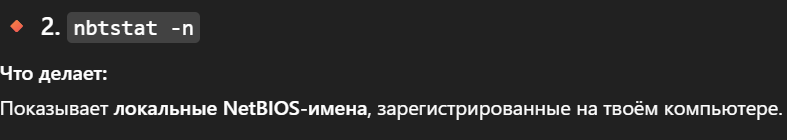 2. nbtstat -n
Что делает:
Показывает локальные NetBIOS-имена, зарегистрированные на твоём компьютере.